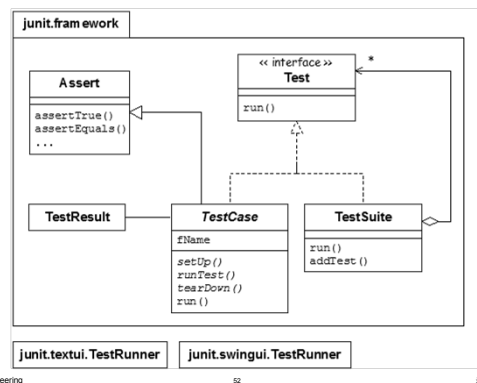 junit.framework
Assert
assertTrue()
assertEquals()
...
<< interface >>
Test
run()
*
TestResult
TestCase
fName
setUp()
runTest()
tearDown()
run()
TestSuite
run()
addTest()
junit.textui.TestRunner
junit.swingui.TestRunner
eering
52